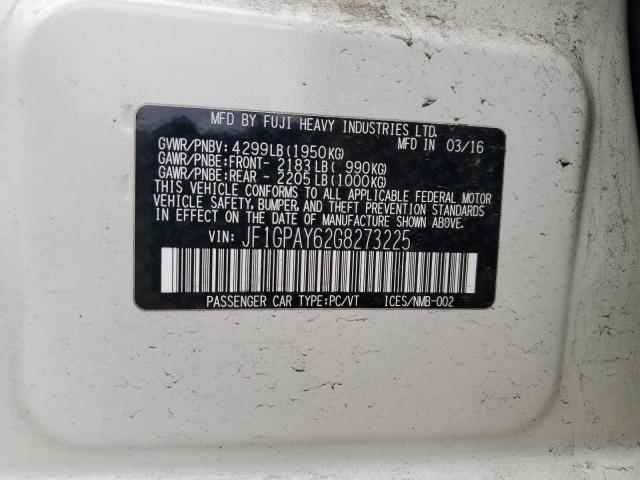 MFD BY FUJI HEAVY INDUSTRIES LTD.
MFD IN 03/16
GVWR/PNBV: 4299LB(1950KG)
GAWR/PNBE:FRONT- 2183LB( 990KG)
GAWR/PNBE:REAR - 2205LB(1000KG)
THIS VEHICLE CONFORMS TO ALL APPLICABLE FEDERAL MOTOR
VEHICLE SAFETY, BUMPER, AND THEFT PREVENTION STANDARDS
IN EFFECT ON THE DATE OF MANUFACTURE SHOWN ABOVE.
VIN: JF1GPAY62G8273225
PASSENGER CAR TYPE:PC/VT ICES/NMB-002